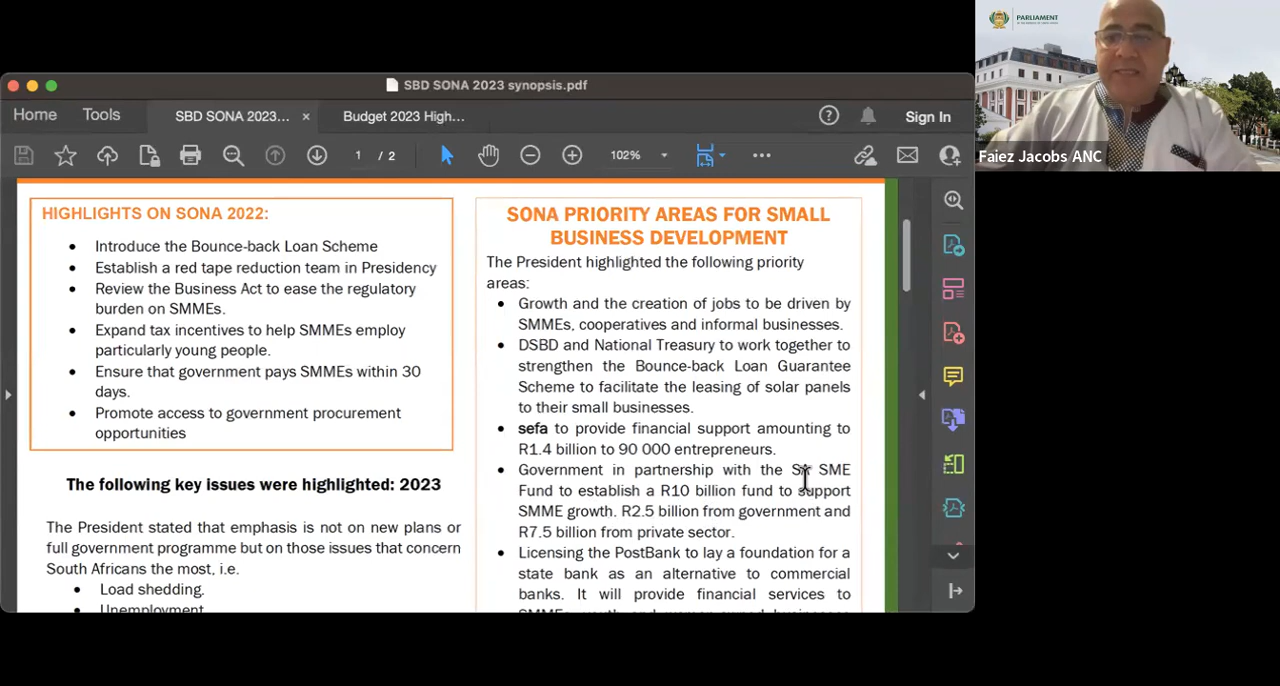 PARLIAMENT
Faiez Jacobs ANC
SBD SONA 2023 synopsis.pdf
Home
Tools
SBD SONA 2023... ×
Budget 2023 High...
Sign In
1 / 2
102%
HIGHLIGHTS ON SONA 2022:
• Introduce the Bounce-back Loan Scheme
• Establish a red tape reduction team in Presidency
• Review the Business Act to ease the regulatory
burden on SMMEs.
• Expand tax incentives to help SMMEs employ
particularly young people.
• Ensure that government pays SMMEs within 30
days.
• Promote access to government procurement
opportunities
The following key issues were highlighted: 2023
The President stated that emphasis is not on new plans or
full government programme but on those issues that concern
South Africans the most, i.e.
• Load shedding.
• Unemployment
SONA PRIORITY AREAS FOR SMALL
BUSINESS DEVELOPMENT
The President highlighted the following priority
areas:
• Growth and the creation of jobs to be driven by
SMMEs, cooperatives and informal businesses.
• DSBD and National Treasury to work together to
strengthen the Bounce-back Loan Guarantee
Scheme to facilitate the leasing of solar panels
to their small businesses.
• sefa to provide financial support amounting to
R1.4 billion to 90 000 entrepreneurs.
• Government in partnership with the SME
Fund to establish a R10 billion fund to support
SMME growth. R2.5 billion from government and
R7.5 billion from private sector.
• Licensing the PostBank to lay a foundation for a
state bank as an alternative to commercial
banks. It will provide financial services to
SMMEs, youth and women owned businesses